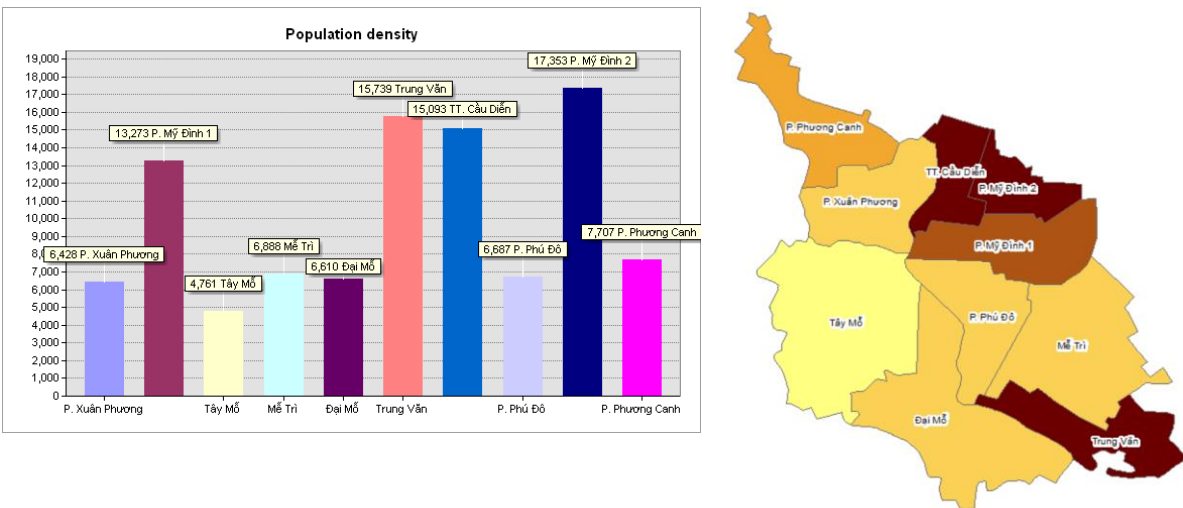 Population density
19,000
18,000
17,000
16,000
15,000
14,000
13,000
12,000
11,000
10,000
9,000
8,000
7,000
6,000
5,000
4,000
3,000
2,000
1,000
0
17,353 P. Mỹ Đình 2
15,739 Trung Văn
15,093 TT. Cầu Diễn
13,273 P. Mỹ Đình 1
7,707 P. Phương Canh
6,888 Mễ Trì
6,687 P. Phú Đô
6,428 P. Xuân Phương
6,610 Đại Mỗ
4,761 Tây Mỗ
P. Xuân Phương
Tây Mỗ
Mễ Trì
Đại Mỗ
Trung Văn
P. Phú Đô
P. Phương Canh
P. Phương Canh
TT. Cầu Diễn
P. Mỹ Đình 2
P. Xuân Phương
P. Mỹ Đình 1
Tây Mỗ
P. Phú Đô
Mễ Trì
Đại Mỗ
Trung Văn